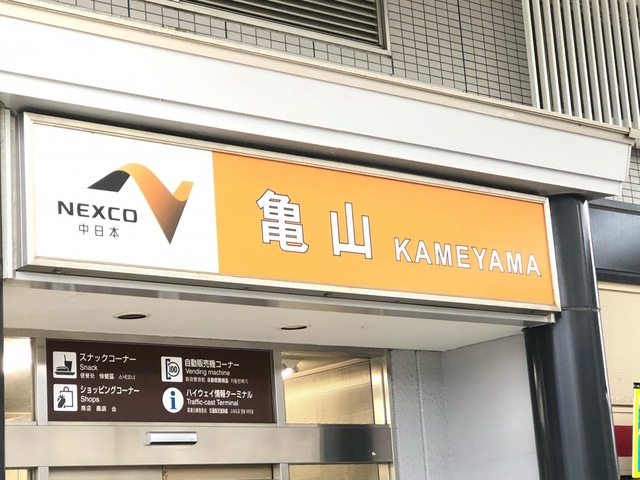 NEXCO
中日本
亀山 KAMEYAMA
スナックコーナー
Snack
自動販売機コーナー
100
Vending machine
ショッピングコーナー
Shops
ハイウェイ情報ターミナル
i
Traffic-cast Terminal